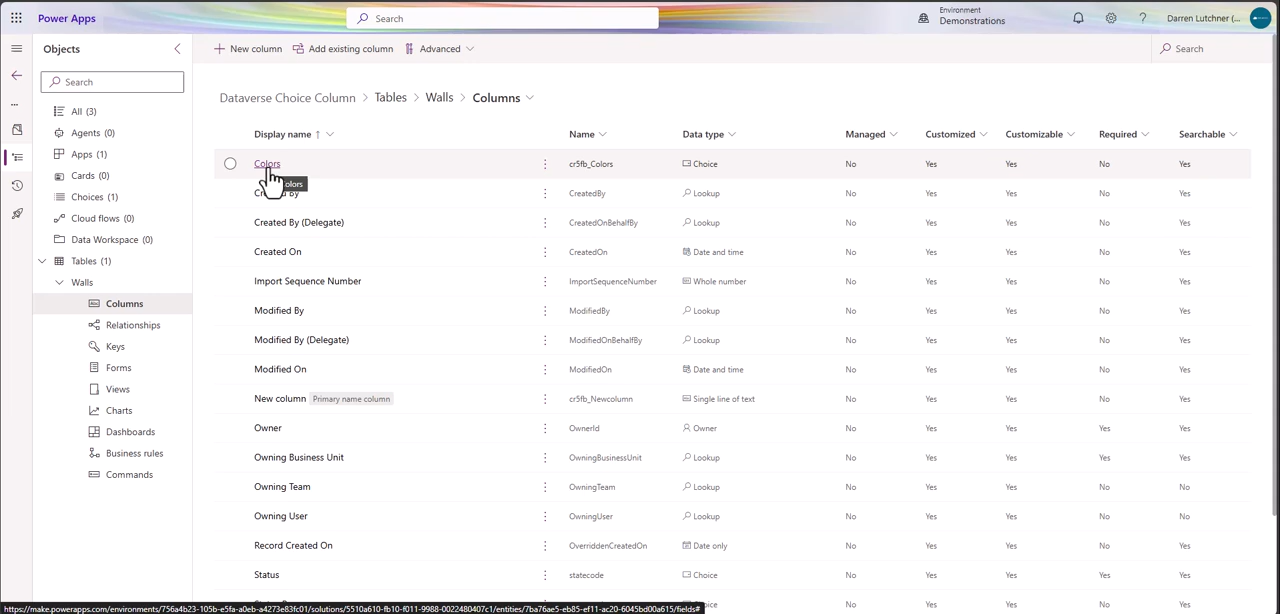 Power Apps
Search
Environment
Demonstrations
Darren Lutchner (...
Objects
New column
Add existing column
Advanced
Search
Search
Dataverse Choice Column > Tables > Walls > Columns
All (3)
Agents (0)
Apps (1)
Cards (0)
Choices (1)
Cloud flows (0)
Data Workspace (0)
Tables (1)
Walls
Columns
Relationships
Keys
Forms
Views
Charts
Dashboards
Business rules
Commands
Display name ↑ Name Data type Managed Customized Customizable Required Searchable
Colors cr5fb_Colors Choice No Yes Yes No Yes
Created By CreatedBy Lookup No Yes Yes No Yes
Created By (Delegate) CreatedOnBehalfBy Lookup No Yes Yes No Yes
Created On CreatedOn Date and time No Yes Yes No Yes
Import Sequence Number ImportSequenceNumber Whole number No Yes Yes No Yes
Modified By ModifiedBy Lookup No Yes Yes No Yes
Modified By (Delegate) ModifiedOnBehalfBy Lookup No Yes Yes No Yes
Modified On ModifiedOn Date and time No Yes Yes No Yes
New column Primary name column cr5fb_Newcolumn Single line of text No Yes Yes No Yes
Owner OwnerId Owner No Yes Yes Yes Yes
Owning Business Unit OwningBusinessUnit Lookup No Yes Yes Yes Yes
Owning Team OwningTeam Lookup No Yes Yes No No
Owning User OwningUser Lookup No Yes Yes No No
Record Created On OverriddenCreatedOn Date only No Yes Yes No Yes
Status statecode Choice No Yes Yes Yes Yes
https://make.powerapps.com/environments/756a4b23-105b-e5fa-a0eb-a4273e83fc01/solutions/5510a610-fb10-f011-9988-0022480407c1/entities/7ba76ae5-eb85-ef11-ac20-6045bd00a615/fields#